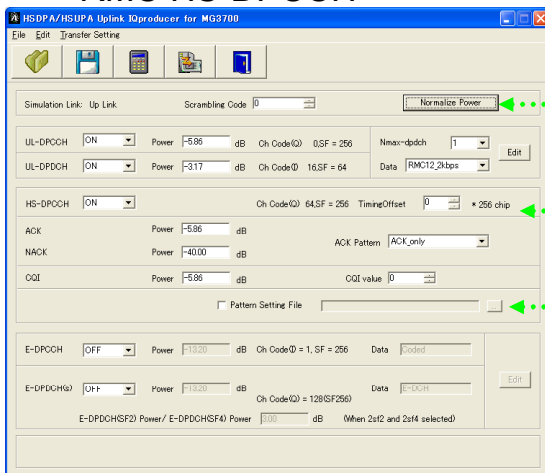 HSDPA/HSUPA Uplink IQproducer for MG3700
File Edit Transfer Setting
Simulation Link: Up Link Scrambling Code 0 Normalize Power
UL-DPCCH ON Power -5.86 dB Ch Code(Q) 0,SF = 256 Nmax-dpdch 1
Edit
UL-DPDCH ON Power -3.17 dB Ch Code(I) 16,SF = 64 Data RMC12_2kbps
HS-DPCCH ON Ch Code(Q) 64,SF = 256 TimingOffset 0 * 256 chip
ACK Power -5.86 dB
ACK Pattern ACK_only
NACK Power -40.00 dB
CQI Power -5.86 dB CQI value 0
Pattern Setting File ...
E-DPCCH OFF Power -13.20 dB Ch Code(I) = 1, SF = 256 Data Coded
Edit
E-DPDCH(s) OFF Power -13.20 dB Data E-DCH
Ch Code(Q) = 128(SF256)
E-DPDCH(SF2) Power/ E-DPDCH(SF4) Power 3.00 dB (When 2sf2 and 2sf4 selected)